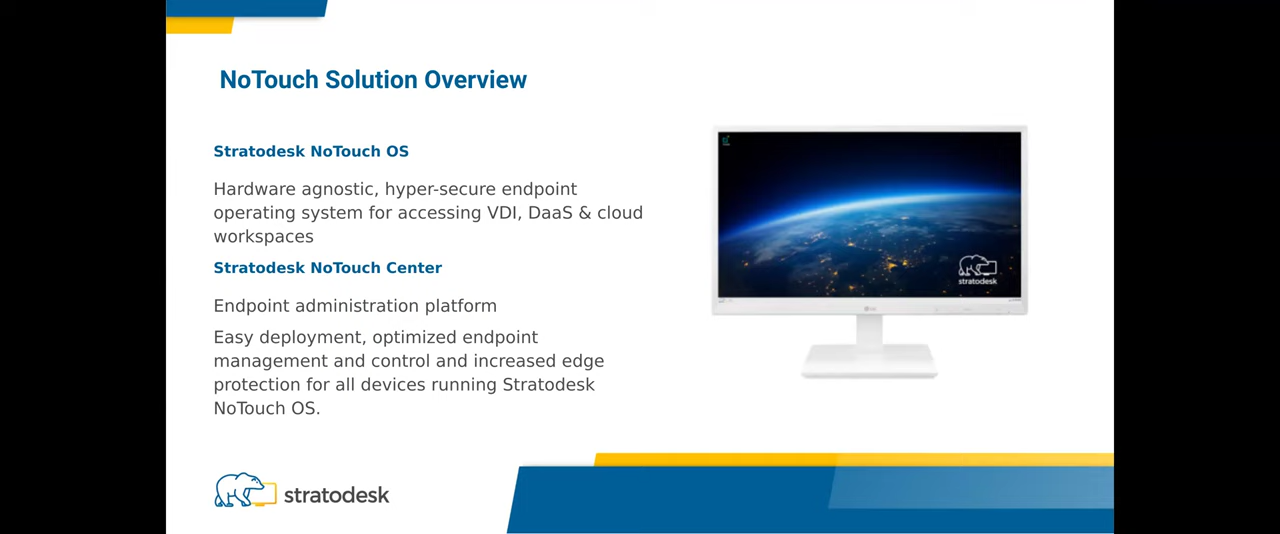 NoTouch Solution Overview
Stratodesk NoTouch OS
Hardware agnostic, hyper-secure endpoint
operating system for accessing VDI, DaaS & cloud
workspaces
Stratodesk NoTouch Center
Endpoint administration platform
Easy deployment, optimized endpoint
management and control and increased edge
protection for all devices running Stratodesk
NoTouch OS.
stratodesk
stratodesk